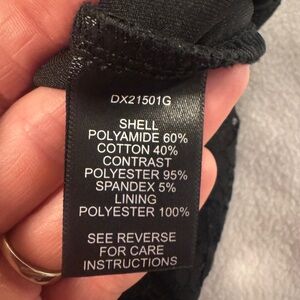 DX21501G
SHELL
POLYAMIDE 60%
COTTON 40%
CONTRAST
POLYESTER 95%
SPANDEX 5%
LINING
POLYESTER 100%
SEE REVERSE
FOR CARE
INSTRUCTIONS